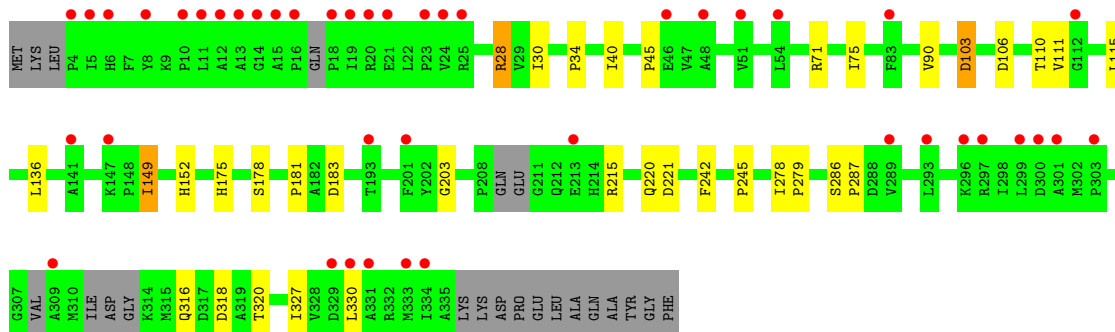 MET LYS LEU P4 I5 H6 F7 Y8 K9 P10 L11 A12 A13 G14 A15 P16 GLN P18 I19 R20 E21 L22 P23 V24 R25 R28 V29 I30 P34 I40 P45 E46 V47 A48 V51 L54 R71 I75 F83 V90 D103 D106 T110 V111 G112 L115
L136 A141 K147 P148 I149 H152 H175 S178 P181 A182 D183 T193 F201 Y202 G203 P208 GLN GLU G211 Q212 E213 H214 R215 Q220 D221 F242 P245 I278 P279 S286 P287 D288 V289 L293 K296 R297 I298 L299 D300 A301 M302 P303
G307 VAL A309 M310 ILE ASP GLY K314 M315 Q316 D317 D318 A319 T320 I327 V328 D329 L330 A331 R332 M333 I334 A335 LYS LYS ASP PRO GLU LEU ALA GLN ALA TYR GLY PHE